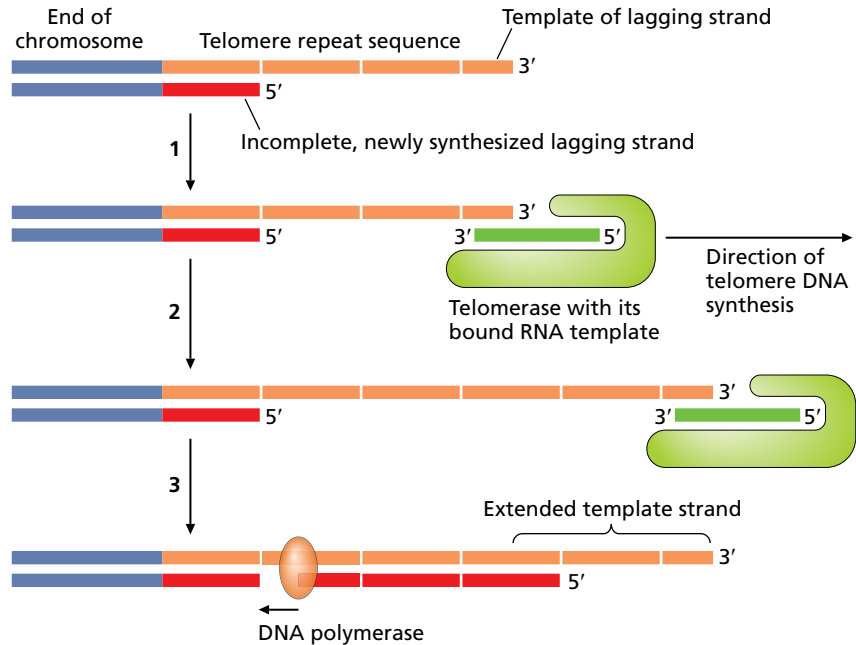 End of
chromosome
Telomere repeat sequence
Template of lagging strand
3′
5′
Incomplete, newly synthesized lagging strand
1
3′
5′
3′
5′
Direction of
telomere DNA
synthesis
Telomerase with its
bound RNA template
2
3′
5′
3′
5′
3
Extended template strand
3′
5′
DNA polymerase